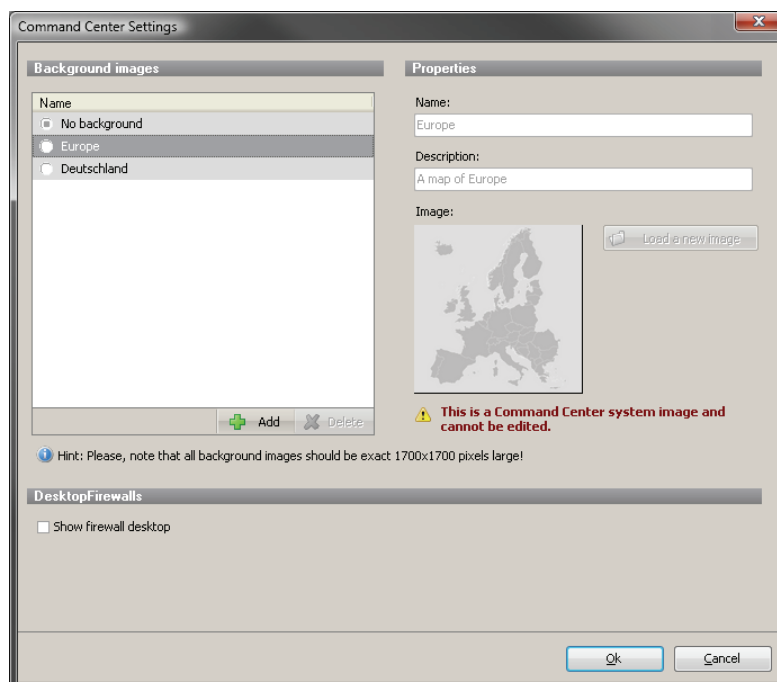 Command Center Settings
Background images
Name
No background
Europe
Deutschland
Add
Delete
Hint: Please, note that all background images should be exact 1700x1700 pixels large!
Properties
Name:
Europe
Description:
A map of Europe
Image:
Load a new image
This is a Command Center system image and
cannot be edited.
DesktopFirewalls
Show firewall desktop
Ok
Cancel